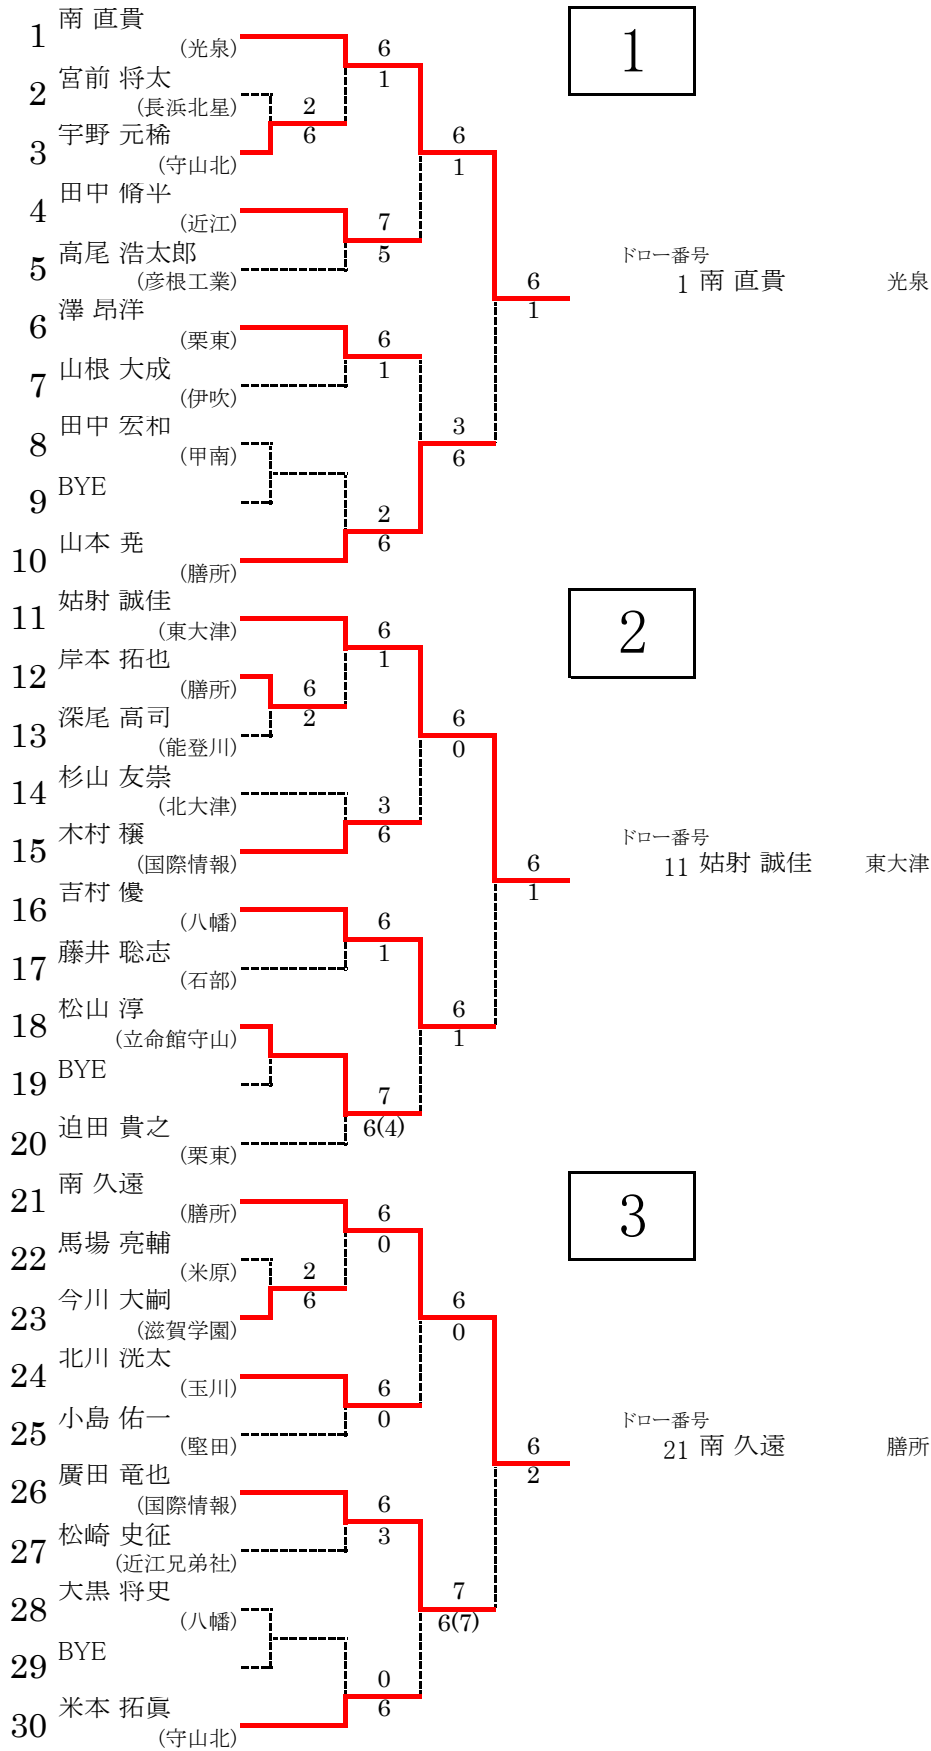 南 直貴
1
(光泉)
6
1
1
宮前 将太
2
(長浜北星)
2
6
宇野 元稀
3
(守山北)
6
1
田中 脩平
4
(近江)
7
5
高尾 浩太郎
5
(彦根工業)
ドロー番号
1 南 直貴 光泉
6
1
澤 昂洋
6
(栗東)
6
1
山根 大成
7
(伊吹)
田中 宏和
8
(甲南)
3
6
BYE
9
2
6
山本 尭
10
(膳所)
姑射 誠佳
11
(東大津)
6
1
2
岸本 拓也
12
(膳所)
6
2
深尾 高司
13
(能登川)
6
0
杉山 友崇
14
(北大津)
3
6
木村 穣
15
(国際情報)
ドロー番号
11 姑射 誠佳 東大津
6
1
吉村 優
16
(八幡)
6
1
藤井 聡志
17
(石部)
松山 淳
18
(立命館守山)
6
1
BYE
19
7
6(4)
迫田 貴之
20
(栗東)
南 久遠
21
(膳所)
6
0
3
馬場 亮輔
22
(米原)
2
6
今川 大嗣
23
(滋賀学園)
6
0
北川 洸太
24
(玉川)
6
0
小島 佑一
25
(堅田)
ドロー番号
21 南 久遠 膳所
6
2
廣田 竜也
26
(国際情報)
6
3
松崎 史征
27
(近江兄弟社)
大黒 将史
28
(八幡)
7
6(7)
BYE
29
0
6
米本 拓眞
30
(守山北)